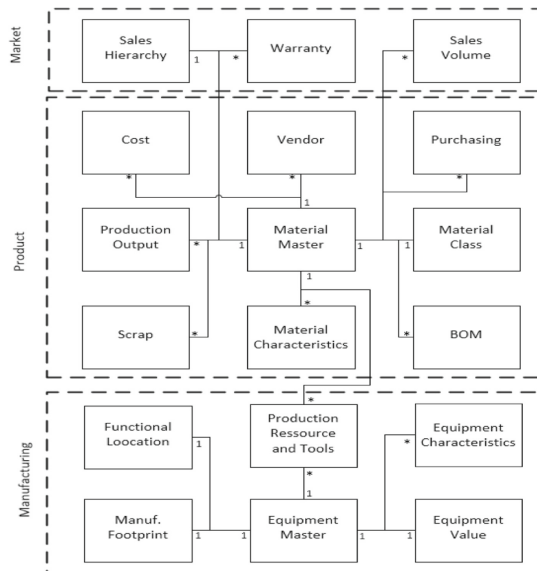 Market
Sales
Hierarchy
1
*
Warranty
*
Sales
Volume
Product
Cost
*
Vendor
*
Purchasing
*
1
Production
Output
*
1
Material
Master
1
1
Material
Class
1
Scrap
*
*
Material
Characteristics
*
BOM
Manufacturing
Functional
Loocation
1
*
Production
Ressource
and Tools
*
*
Equipment
Characteristics
1
Manuf.
Footprint
1
1
Equipment
Master
1
1
Equipment
Value